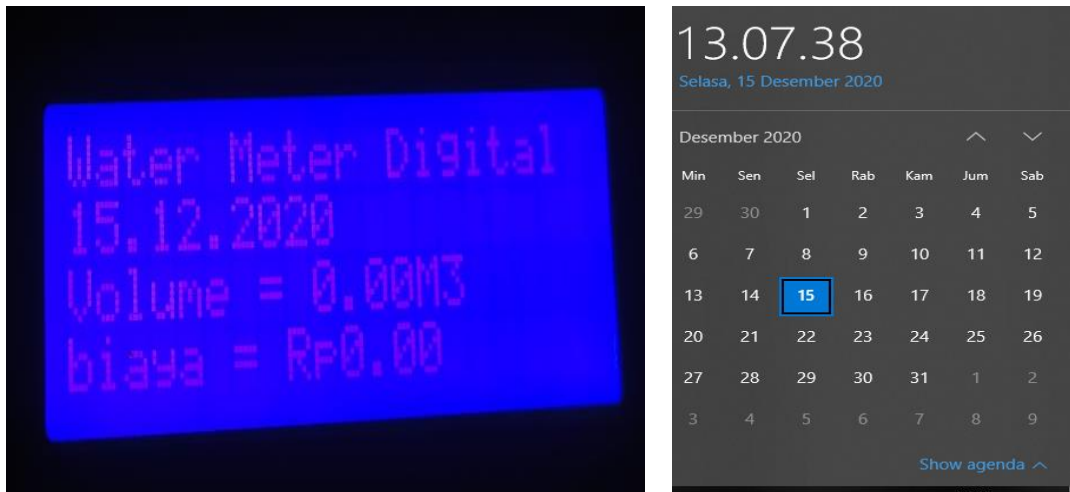 Water Meter Digital
15.12.2020
Volume = 0.00M3
biaya = Rp0.00
13.07.38
Selasa, 15 Desember 2020
Desember 2020
Min Sen Sel Rab Kam Jum Sab
29 30 1 2 3 4 5
6 7 8 9 10 11 12
13 14 15 16 17 18 19
20 21 22 23 24 25 26
27 28 29 30 31 1 2
3 4 5 6 7 8 9
Show agenda